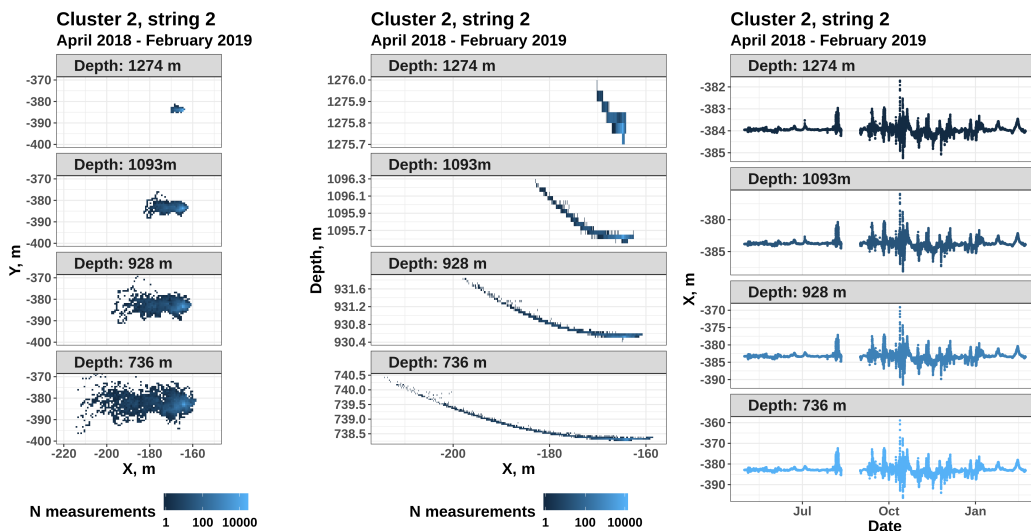 Cluster 2, string 2
April 2018 - February 2019
Depth: 1274 m
-370
-380
-390
-400
Depth: 1093m
-370
-380
-390
-400
Depth: 928 m
-370
-380
-390
-400
Depth: 736 m
-370
-380
-390
-400
-220
-200
-180
-160
Y, m
X, m
N measurements
1
100
10000
Cluster 2, string 2
April 2018 - February 2019
Depth: 1274 m
1276.0
1275.9
1275.8
1275.7
Depth: 1093m
1096.3
1096.1
1095.9
1095.7
Depth: 928 m
931.6
931.2
930.8
930.4
Depth: 736 m
740.5
740.0
739.5
739.0
738.5
-200
-180
-160
Depth, m
X, m
N measurements
1
100
10000
Cluster 2, string 2
April 2018 - February 2019
Depth: 1274 m
-382
-384
-385
Depth: 1093m
-380
-385
Depth: 928 m
-370
-380
-385
-390
Depth: 736 m
-360
-380
-390
Jul
Oct
Jan
X, m
Date